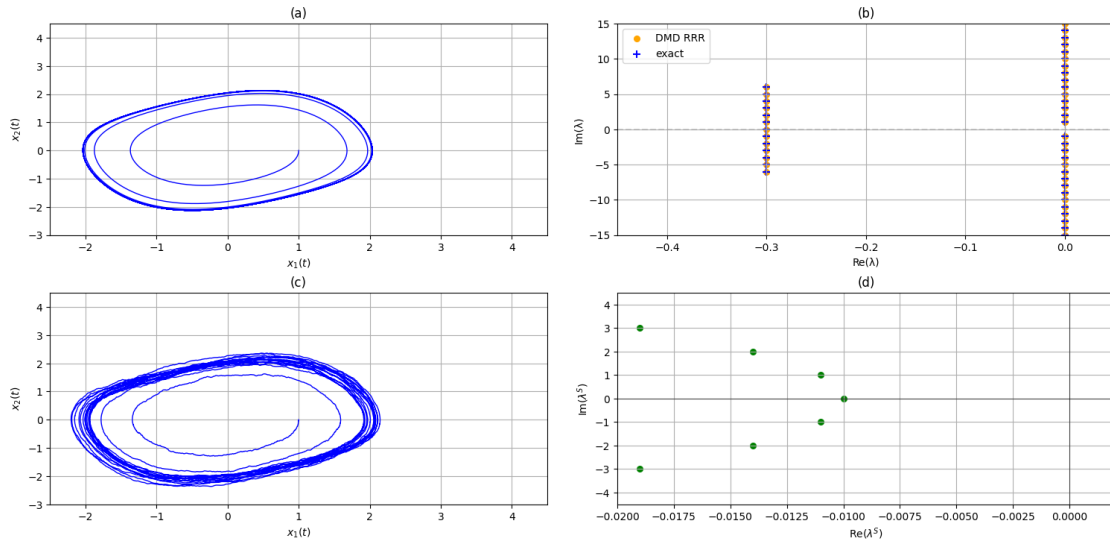 (a)
4
3
2
1
0
−1
−2
−3
x₂(t)
−2 −1 0 1 2 3 4
x₁(t)
(b)
DMD RRR
exact
15
10
5
0
−5
−10
−15
Im(λ)
−0.4 −0.3 −0.2 −0.1 0.0
Re(λ)
(c)
4
3
2
1
0
−1
−2
−3
x₂(t)
−2 −1 0 1 2 3 4
x₁(t)
(d)
4
3
2
1
0
−1
−2
−3
−4
Im(λˢ)
−0.0200 −0.0175 −0.0150 −0.0125 −0.0100 −0.0075 −0.0050 −0.0025 0.0000
Re(λˢ)